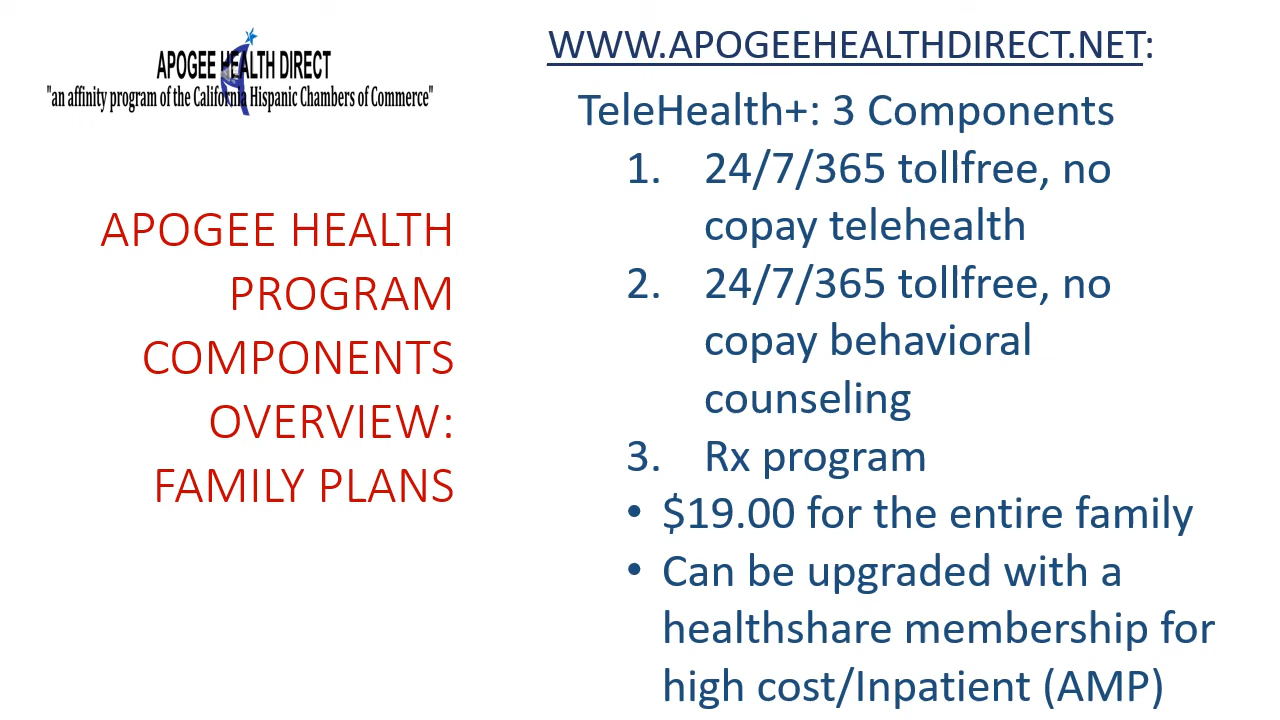 APOGEE HEALTH DIRECT
"an affinity program of the California Hispanic Chambers of Commerce"
APOGEE HEALTH
PROGRAM
COMPONENTS
OVERVIEW:
FAMILY PLANS
WWW.APOGEEHEALTHDIRECT.NET:
TeleHealth+: 3 Components
1. 24/7/365 tollfree, no
copay telehealth
2. 24/7/365 tollfree, no
copay behavioral
counseling
3. Rx program
• $19.00 for the entire family
• Can be upgraded with a
healthshare membership for
high cost/Inpatient (AMP)